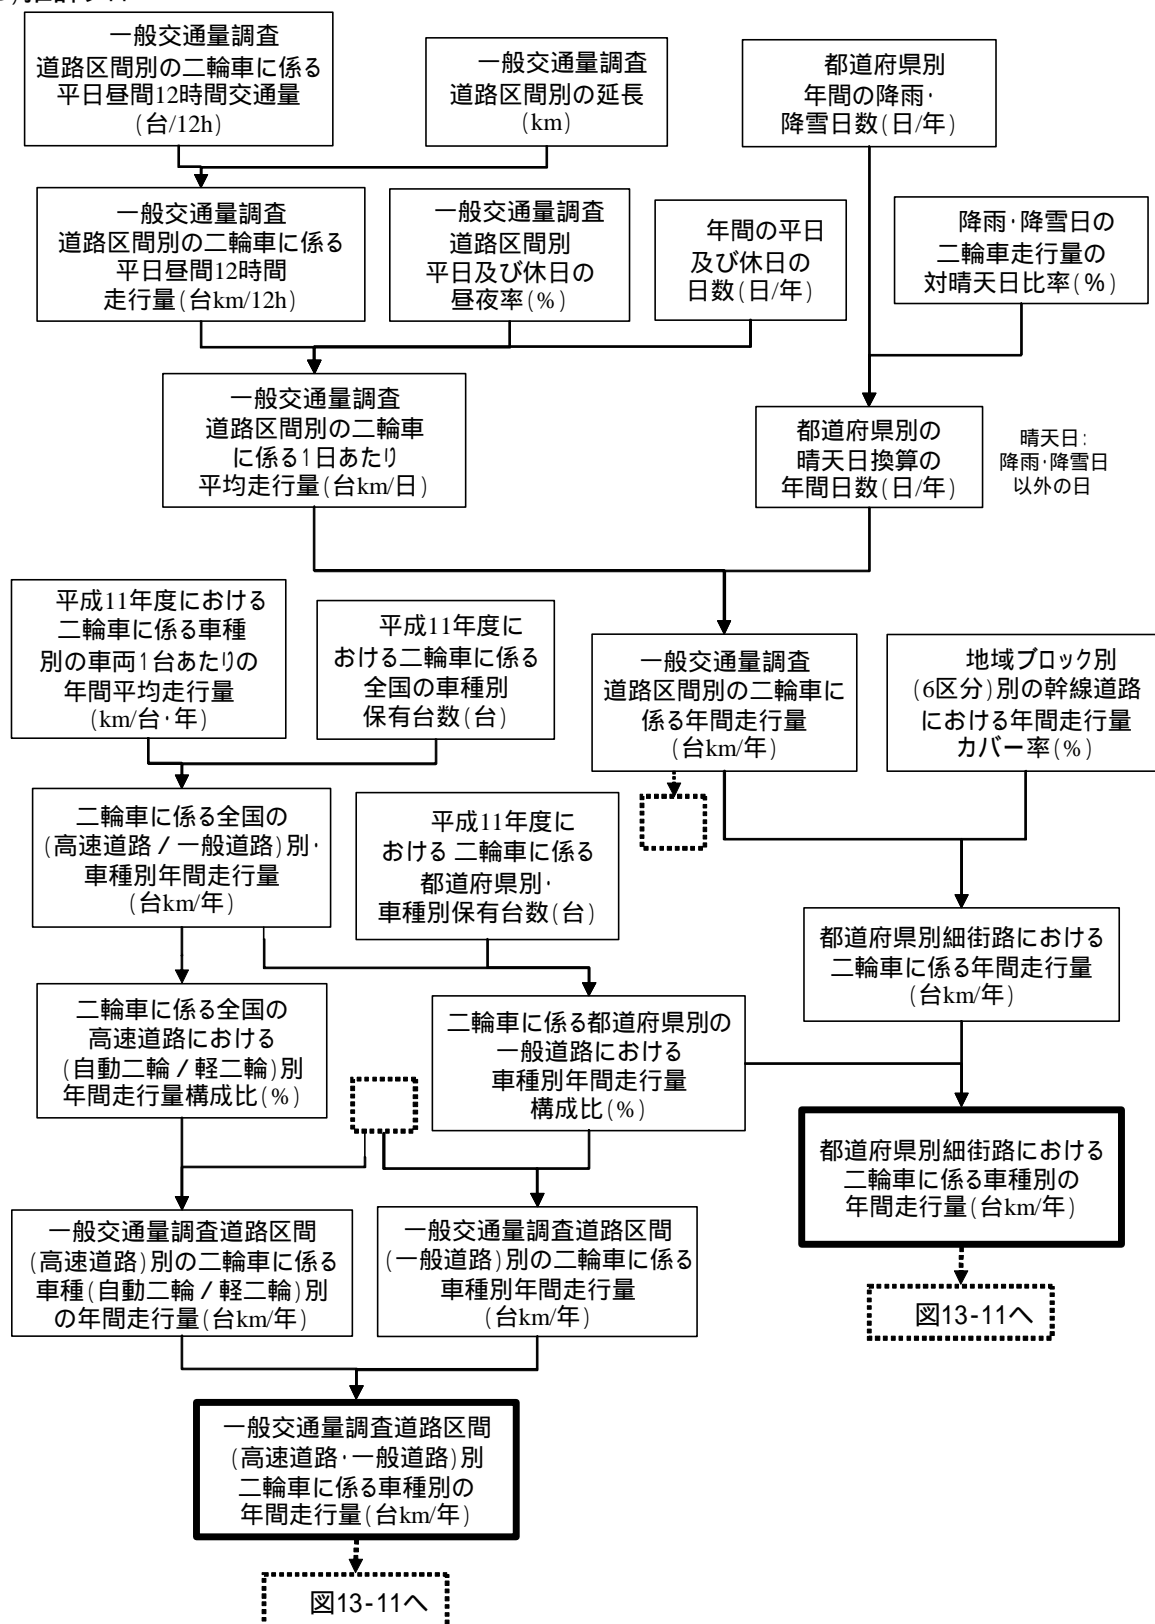 一般交通量調査
道路区間別の二輪車に係る
平日昼間12時間交通量
(台/12h)
一般交通量調査
道路区間別の延長
(km)
都道府県別
年間の降雨・
降雪日数(日/年)
一般交通量調査
道路区間別の二輪車に係る
平日昼間12時間
走行量(台km/12h)
一般交通量調査
道路区間別
平日及び休日の
昼夜率(%)
年間の平日
及び休日の
日数(日/年)
降雨・降雪日の
二輪車走行量の
対晴天日比率(%)
一般交通量調査
道路区間別の二輪車
に係る1日あたり
平均走行量(台km/日)
都道府県別の
晴天日換算の
年間日数(日/年)
晴天日:
降雨・降雪日
以外の日
平成11年度における
二輪車に係る車種
別の車両1台あたりの
年間平均走行量
(km/台・年)
平成11年度に
おける二輪車に係る
全国の車種別
保有台数(台)
一般交通量調査
道路区間別の二輪車に
係る年間走行量
(台km/年)
地域ブロック別
(6区分)別の幹線道路
における年間走行量
カバー率(%)
二輪車に係る全国の
(高速道路/一般道路)別・
車種別年間走行量
(台km/年)
平成11年度に
おける 二輪車に係る
都道府県別・
車種別保有台数(台)
都道府県別細街路における
二輪車に係る年間走行量
(台km/年)
二輪車に係る全国の
高速道路における
(自動二輪/軽二輪)別
年間走行量構成比(%)
二輪車に係る都道府県別の
一般道路における
車種別年間走行量
構成比(%)
都道府県別細街路における
二輪車に係る車種別の
年間走行量(台km/年)
一般交通量調査道路区間
(高速道路)別の二輪車に係る
車種(自動二輪/軽二輪)別
の年間走行量(台km/年)
一般交通量調査道路区間
(一般道路)別の二輪車に係る
車種別年間走行量
(台km/年)
図13-11へ
一般交通量調査道路区間
(高速道路・一般道路)別
二輪車に係る車種別の
年間走行量(台km/年)
図13-11へ